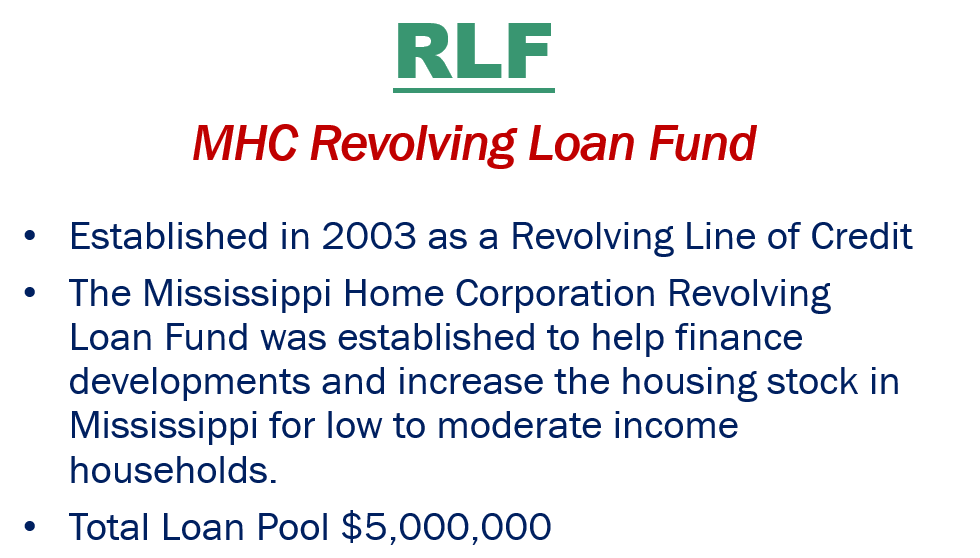 RLF
MHC Revolving Loan Fund
• Established in 2003 as a Revolving Line of Credit
• The Mississippi Home Corporation Revolving
Loan Fund was established to help finance
developments and increase the housing stock in
Mississippi for low to moderate income
households.
• Total Loan Pool $5,000,000